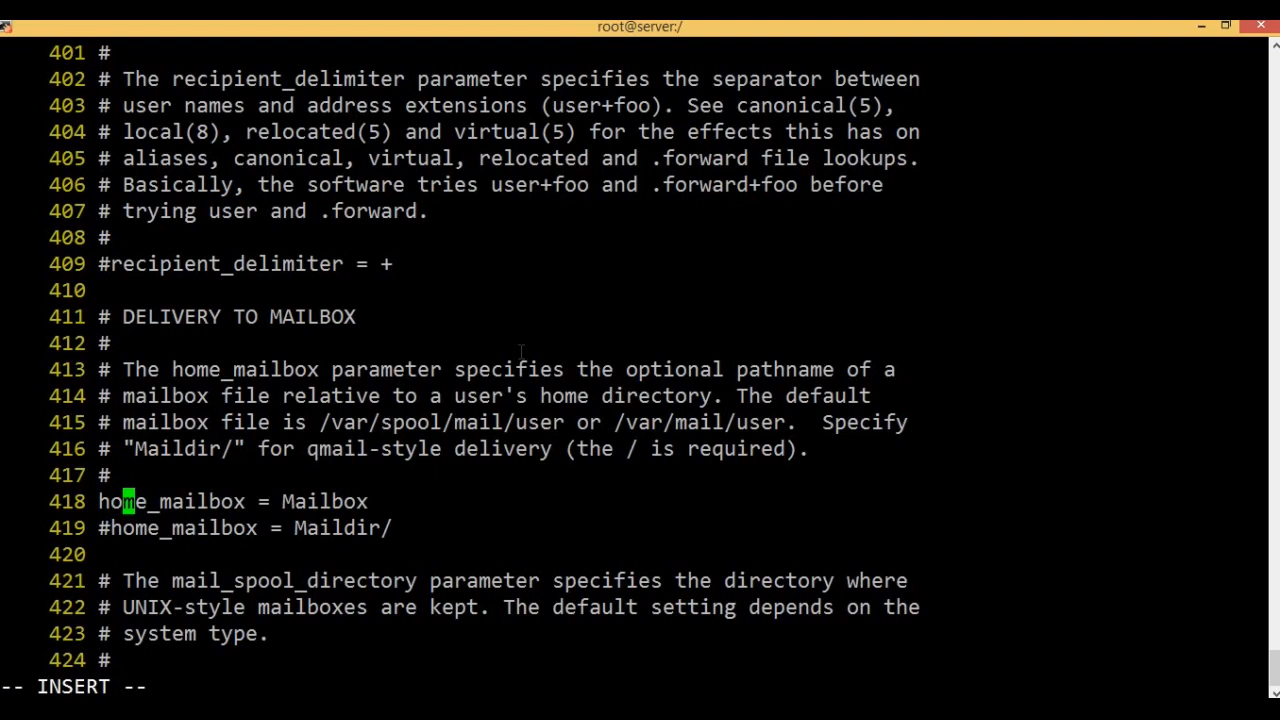 root@server:/
401 #
402 # The recipient_delimiter parameter specifies the separator between
403 # user names and address extensions (user+foo). See canonical(5),
404 # local(8), relocated(5) and virtual(5) for the effects this has on
405 # aliases, canonical, virtual, relocated and .forward file lookups.
406 # Basically, the software tries user+foo and .forward+foo before
407 # trying user and .forward.
408 #
409 #recipient_delimiter = +
410
411 # DELIVERY TO MAILBOX
412 #
413 # The home_mailbox parameter specifies the optional pathname of a
414 # mailbox file relative to a user's home directory. The default
415 # mailbox file is /var/spool/mail/user or /var/mail/user.  Specify
416 # "Maildir/" for qmail-style delivery (the / is required).
417 #
418 home_mailbox = Mailbox
419 #home_mailbox = Maildir/
420
421 # The mail_spool_directory parameter specifies the directory where
422 # UNIX-style mailboxes are kept. The default setting depends on the
423 # system type.
424 #
-- INSERT --